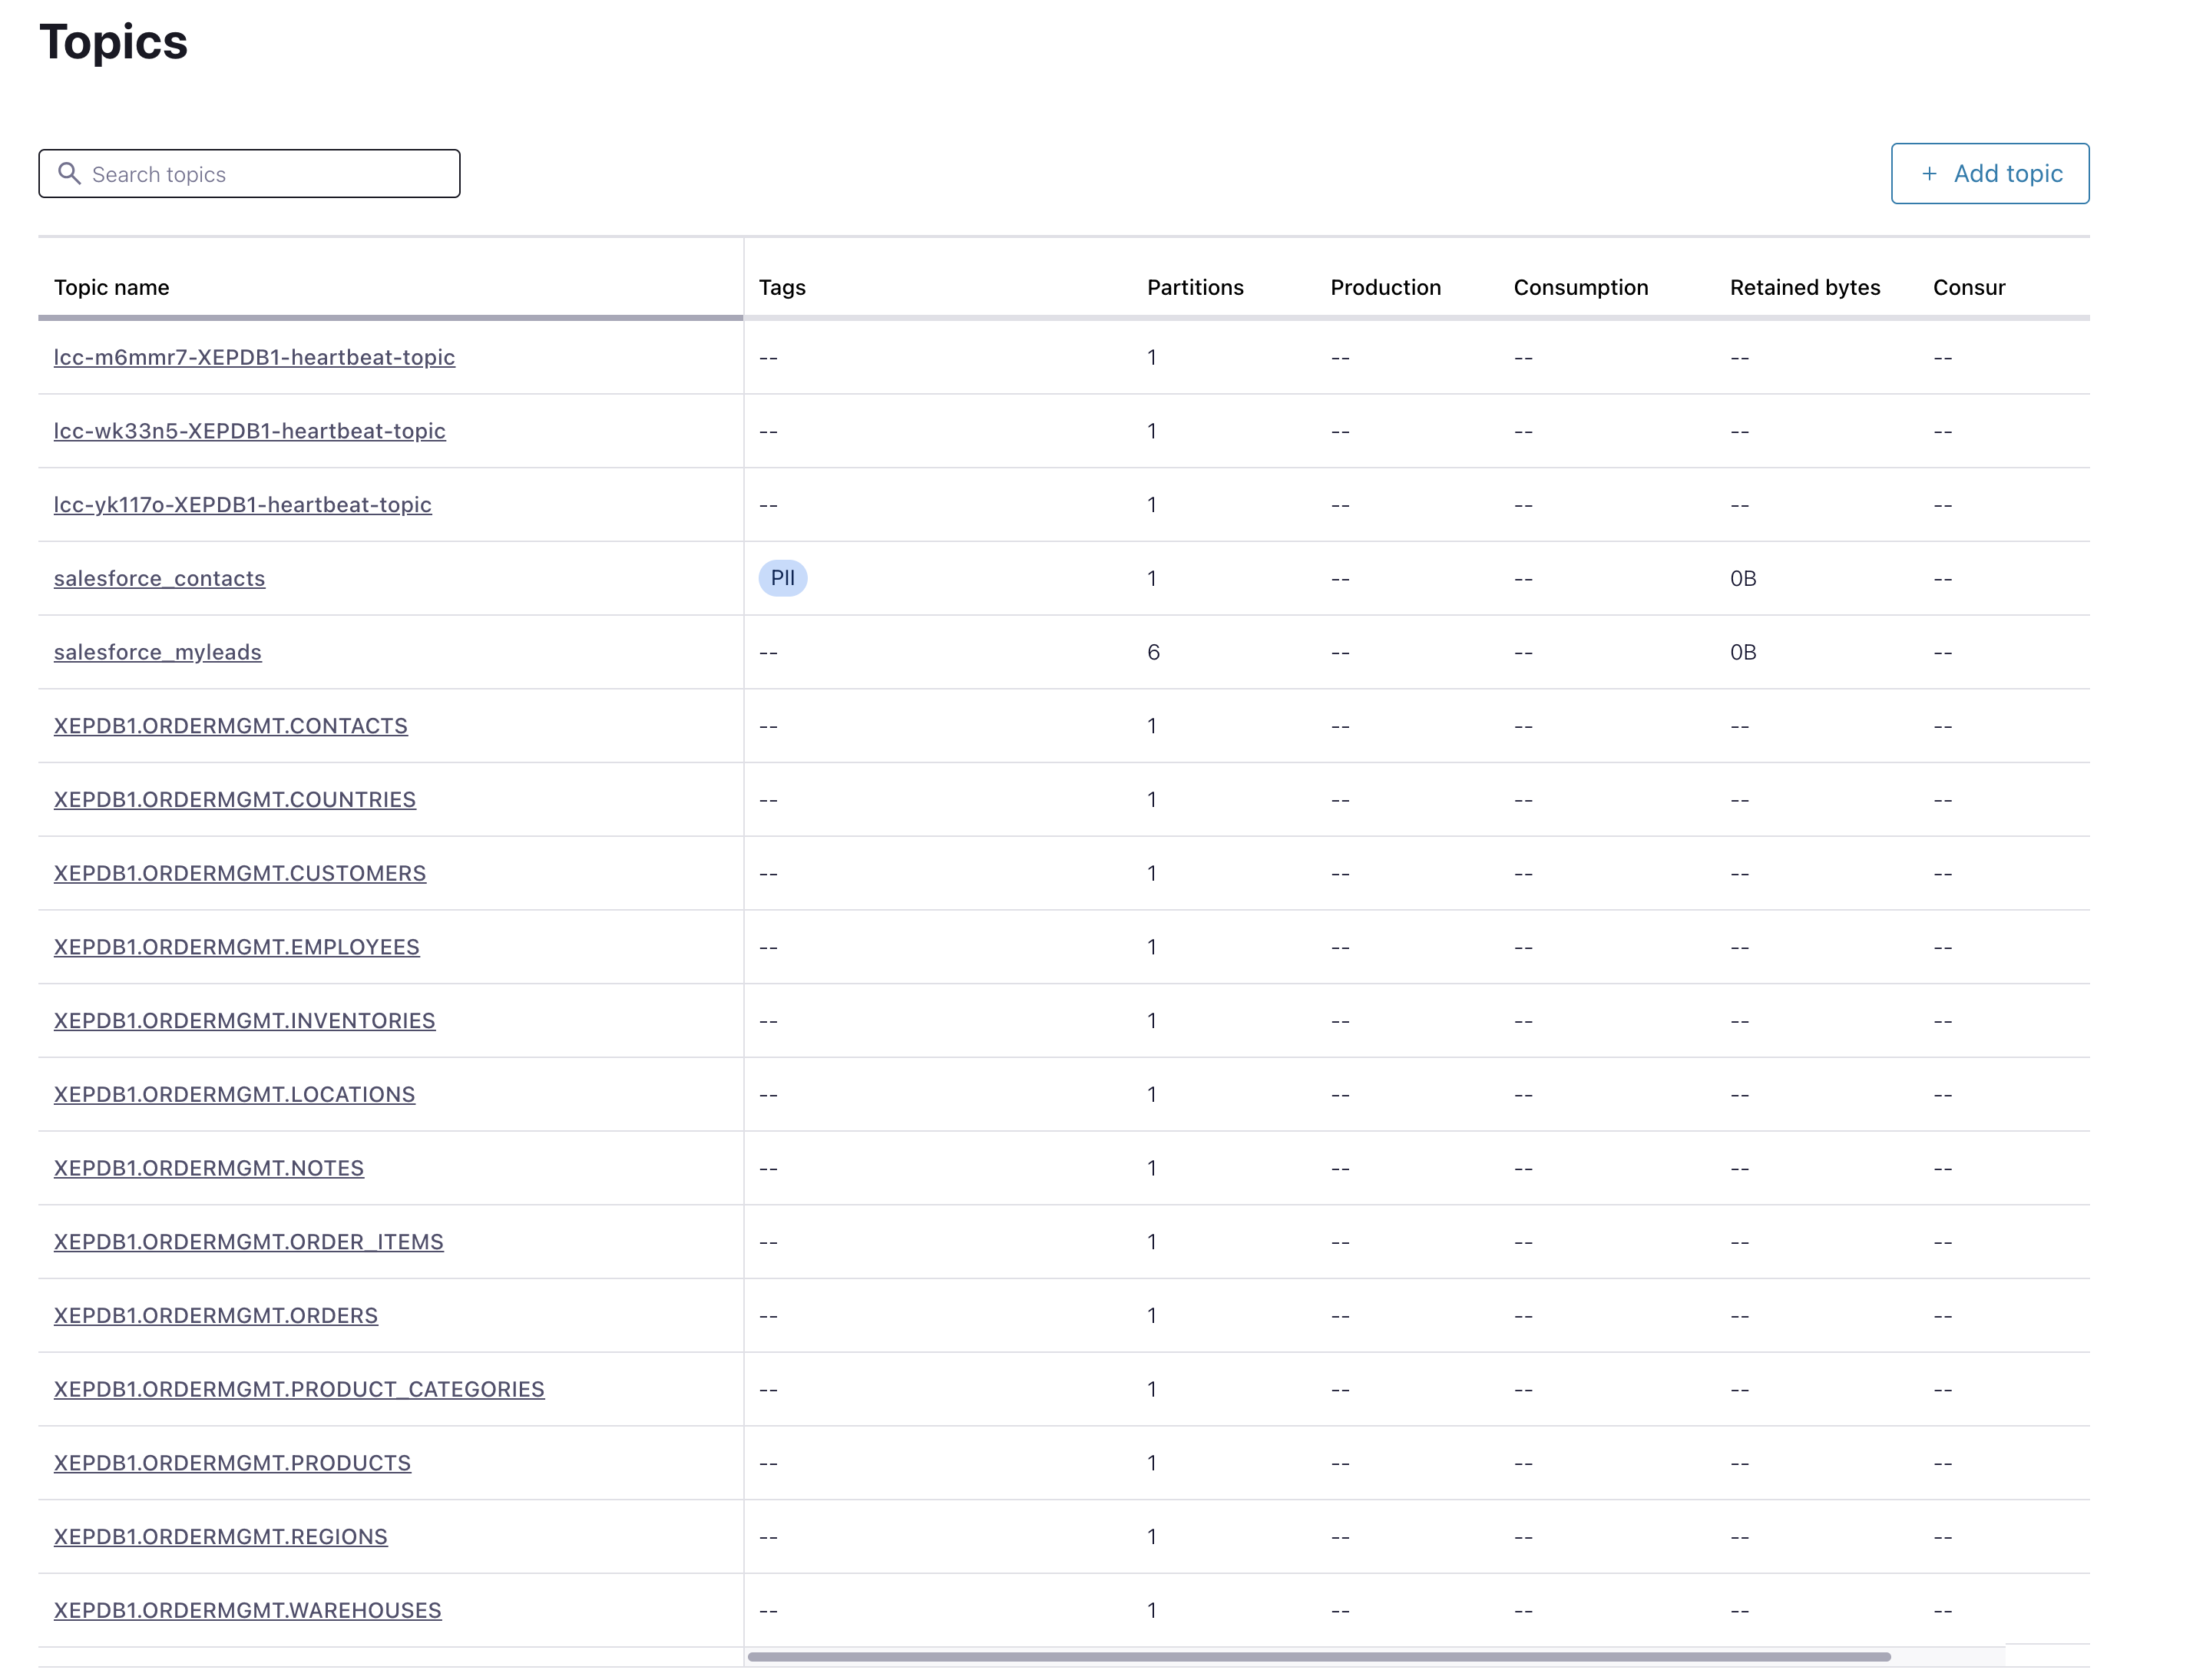 Topics
Search topics
+ Add topic
Topic name Tags Partitions Production Consumption Retained bytes Consur
lcc-m6mmr7-XEPDB1-heartbeat-topic -- 1 -- -- -- --
lcc-wk33n5-XEPDB1-heartbeat-topic -- 1 -- -- -- --
lcc-yk117o-XEPDB1-heartbeat-topic -- 1 -- -- -- --
salesforce_contacts PII 1 -- -- 0B --
salesforce_myleads -- 6 -- -- 0B --
XEPDB1.ORDERMGMT.CONTACTS -- 1 -- -- -- --
XEPDB1.ORDERMGMT.COUNTRIES -- 1 -- -- -- --
XEPDB1.ORDERMGMT.CUSTOMERS -- 1 -- -- -- --
XEPDB1.ORDERMGMT.EMPLOYEES -- 1 -- -- -- --
XEPDB1.ORDERMGMT.INVENTORIES -- 1 -- -- -- --
XEPDB1.ORDERMGMT.LOCATIONS -- 1 -- -- -- --
XEPDB1.ORDERMGMT.NOTES -- 1 -- -- -- --
XEPDB1.ORDERMGMT.ORDER_ITEMS -- 1 -- -- -- --
XEPDB1.ORDERMGMT.ORDERS -- 1 -- -- -- --
XEPDB1.ORDERMGMT.PRODUCT_CATEGORIES -- 1 -- -- -- --
XEPDB1.ORDERMGMT.PRODUCTS -- 1 -- -- -- --
XEPDB1.ORDERMGMT.REGIONS -- 1 -- -- -- --
XEPDB1.ORDERMGMT.WAREHOUSES -- 1 -- -- -- --